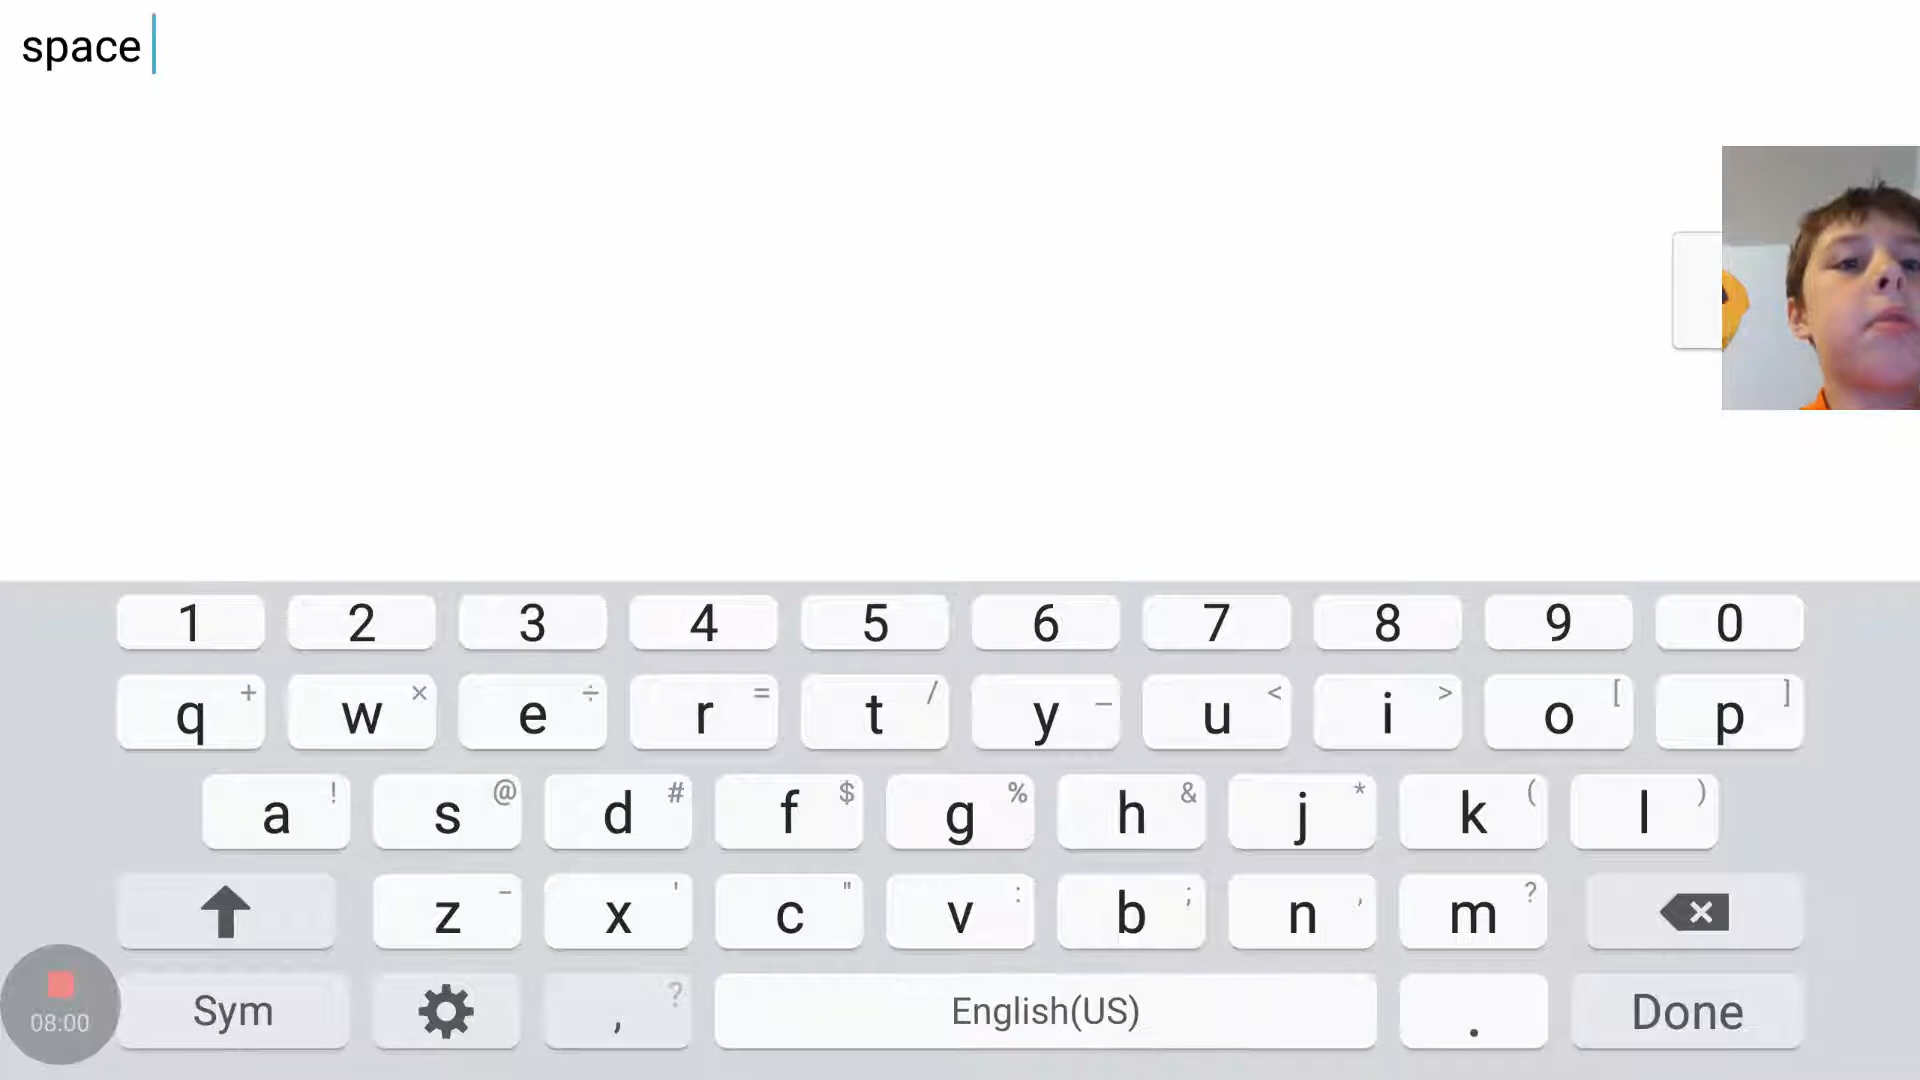 space
1 2 3 4 5 6 7 8 9 0
q + w × e ÷ r = t / y _ u < i > o [ p ]
a ! s @ d # f $ g % h & j * k ( l )
z - x ' c " v : b ; n , m ?
Sym , ? English(US) . Done
08:00